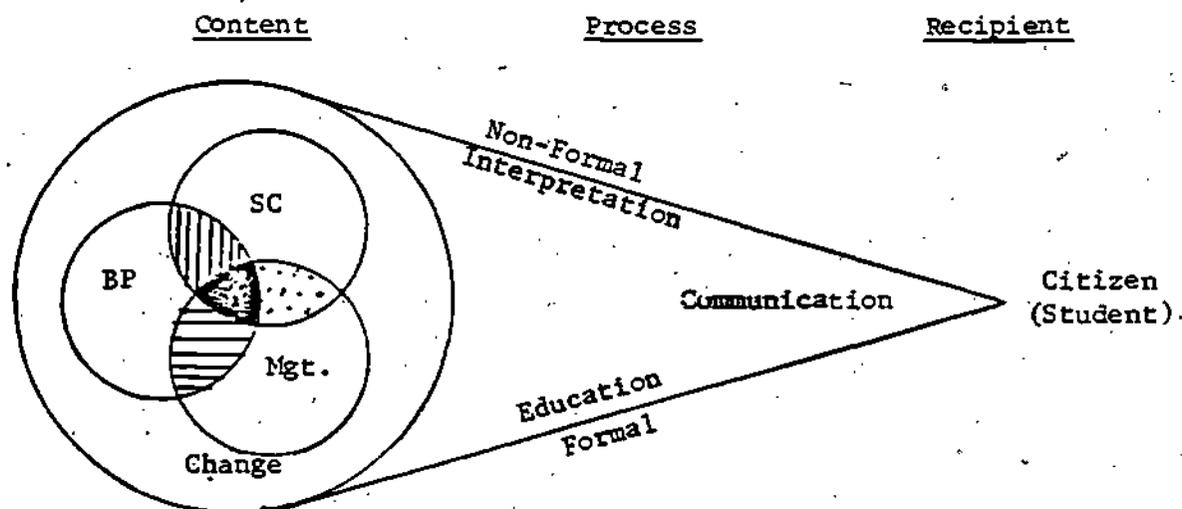 Content Process Recipient
Non-Formal
Interpretation
SC
BP
Communication
Citizen
(Student).
Mgt.
Education
Formal
Change